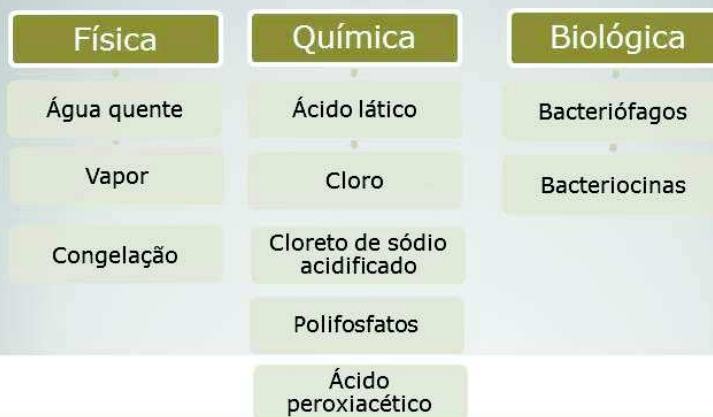 Física
Água quente
Vapor
Congelação
Química
Ácido lático
Cloro
Cloreto de sódio
acidificado
Polifosfatos
Ácido
peroxiacético
Biológica
Bacteriófagos
Bacteriocinas